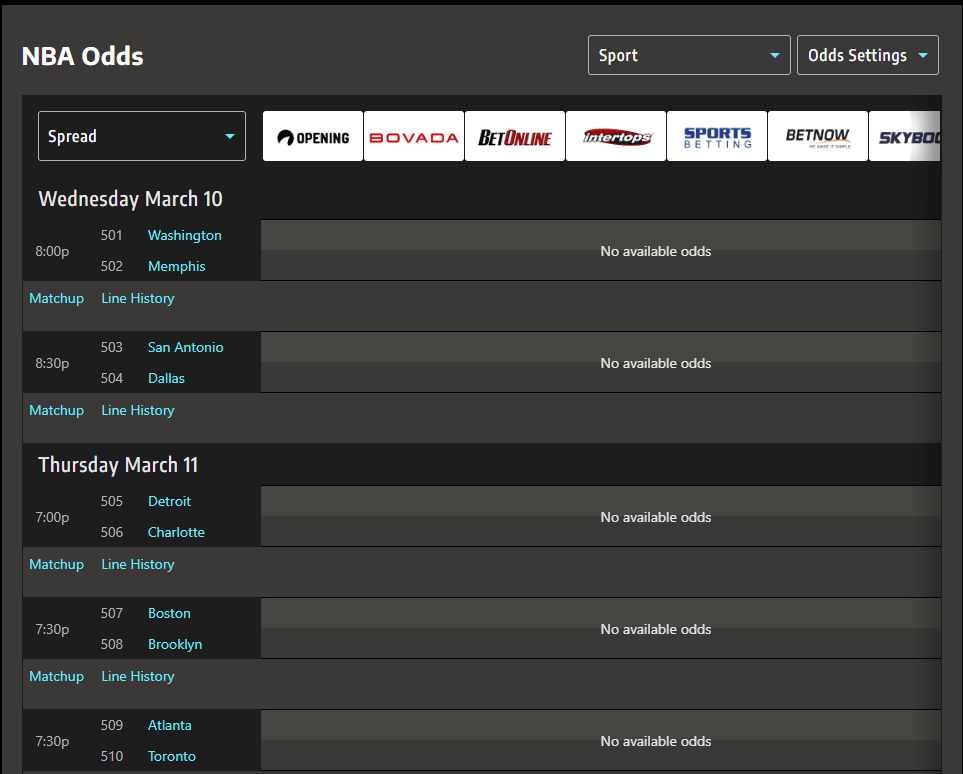 NBA Odds
Sport
Odds Settings
Spread
OPENING
BOVADA
BETONLINE
Intertops
SPORTS
BETTING
BETNOW
WE MAKE IT SIMPLE
Wednesday March 10
8:00p
501 Washington
No available odds
502 Memphis
Matchup Line History
8:30p
503 San Antonio
No available odds
504 Dallas
Matchup Line History
Thursday March 11
7:00p
505 Detroit
No available odds
506 Charlotte
Matchup Line History
7:30p
507 Boston
No available odds
508 Brooklyn
Matchup Line History
7:30p
509 Atlanta
No available odds
510 Toronto